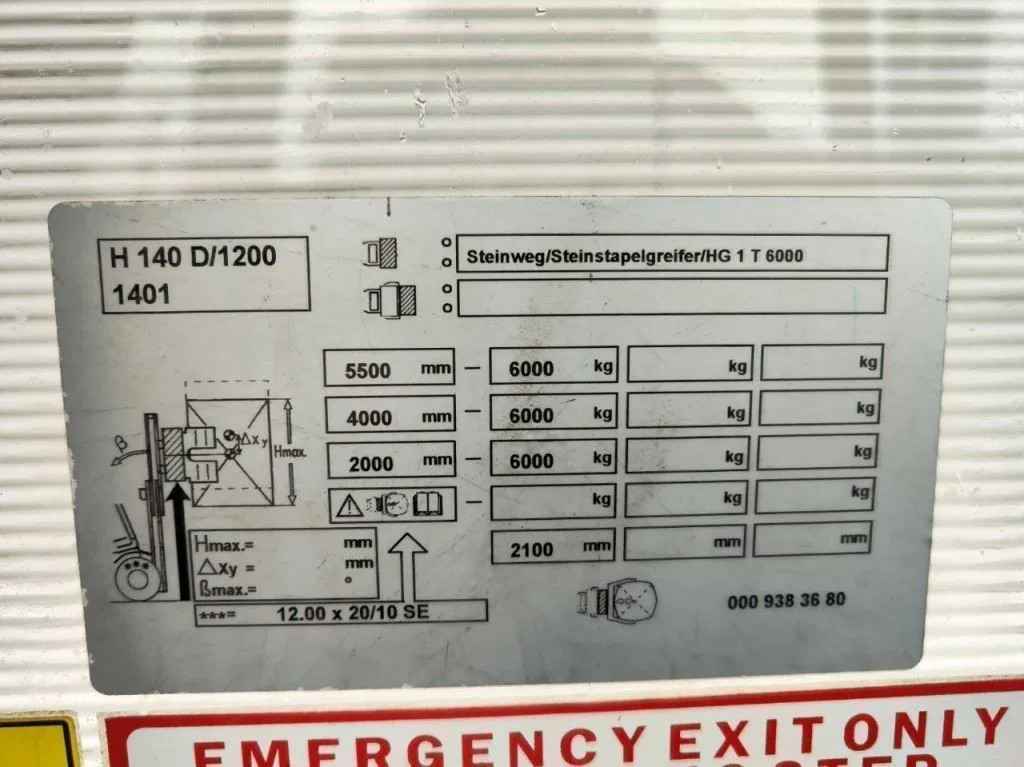 H 140 D/1200
1401
Steinweg/Steinstapelgreifer/HG 1 T 6000
5500 mm – 6000 kg kg kg
4000 mm – 6000 kg kg kg
2000 mm – 6000 kg kg kg
– kg kg kg
2100 mm mm mm
β
Δxy
Hmax.
Hmax.= mm
Δxy = mm
ßmax.= °
***= 12.00 x 20/10 SE
000 938 36 80
EMERGENCY EXIT ONLY